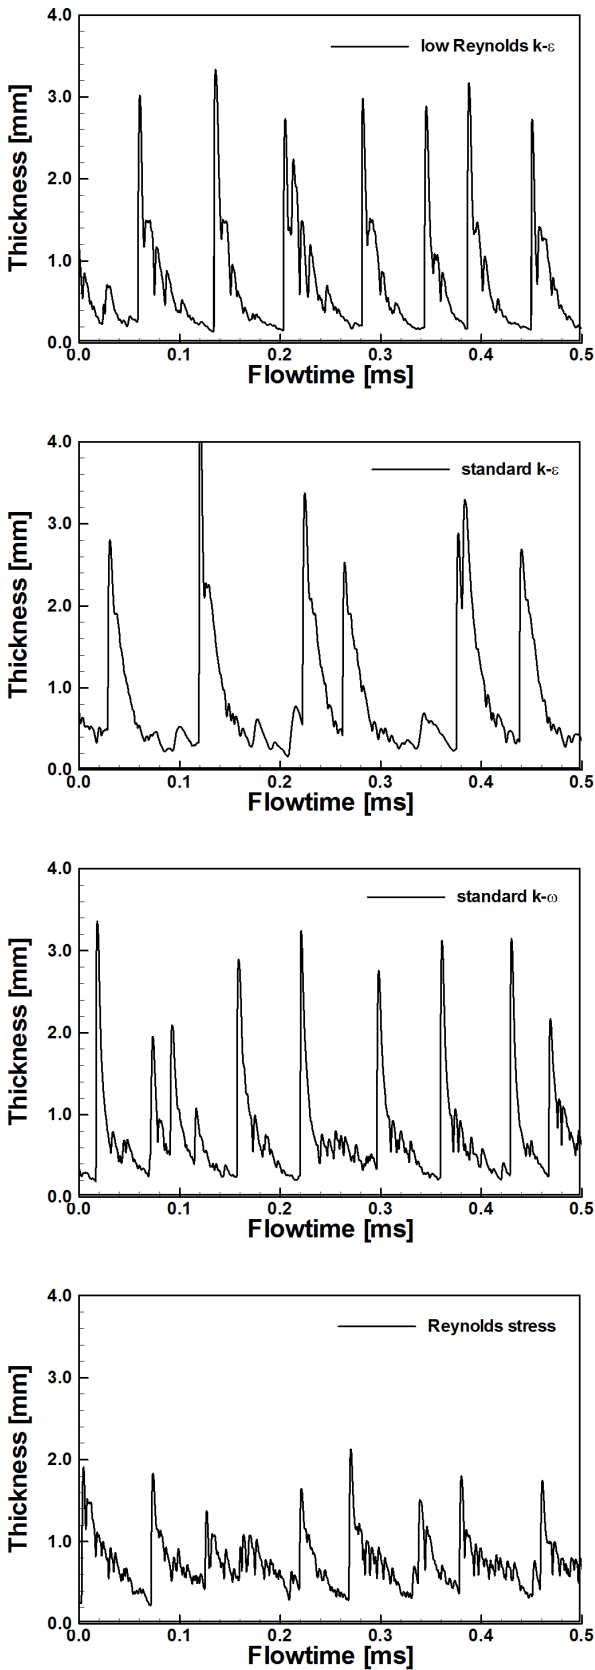 4.0
low Reynolds k-ε
3.0
Thickness [mm]
2.0
1.0
0.0
0.0 0.1 0.2 0.3 0.4 0.5
Flowtime [ms]
4.0
standard k-ε
3.0
Thickness [mm]
2.0
1.0
0.0
0.0 0.1 0.2 0.3 0.4 0.5
Flowtime [ms]
4.0
standard k-ω
3.0
Thickness [mm]
2.0
1.0
0.0
0.0 0.1 0.2 0.3 0.4 0.5
Flowtime [ms]
4.0
Reynolds stress
3.0
Thickness [mm]
2.0
1.0
0.0
0.0 0.1 0.2 0.3 0.4 0.5
Flowtime [ms]